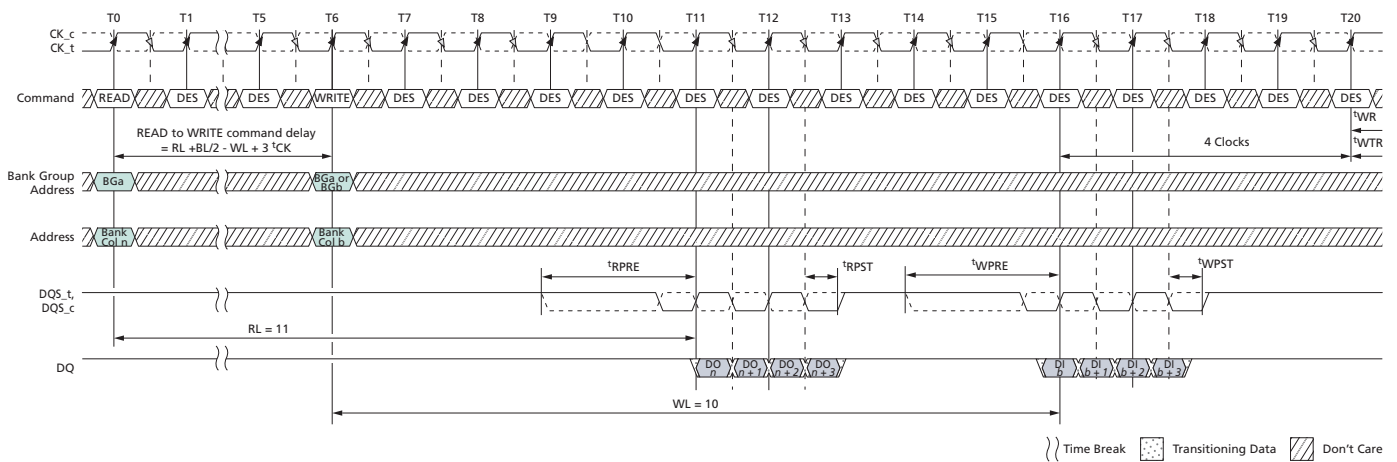 T0 T1 T5 T6 T7 T8 T9 T10 T11 T12 T13 T14 T15 T16 T17 T18 T19 T20
CK_c
CK_t
Command READ DES DES WRITE DES DES DES DES DES DES DES DES DES DES DES DES DES DES
READ to WRITE command delay
= RL +BL/2 - WL + 3 tCK
4 Clocks
tWR
tWTR
Bank Group
Address
BGa
BGa or
BGb
Address
Bank
Col n
Bank
Col b
tRPRE tRPST tWPRE tWPST
DQS_t,
DQS_c
RL = 11
DQ
DO
n
DO
n + 1
DO
n + 2
DO
n + 3
DI
b
DI
b + 1
DI
b + 2
DI
b + 3
WL = 10
Time Break Transitioning Data Don't Care